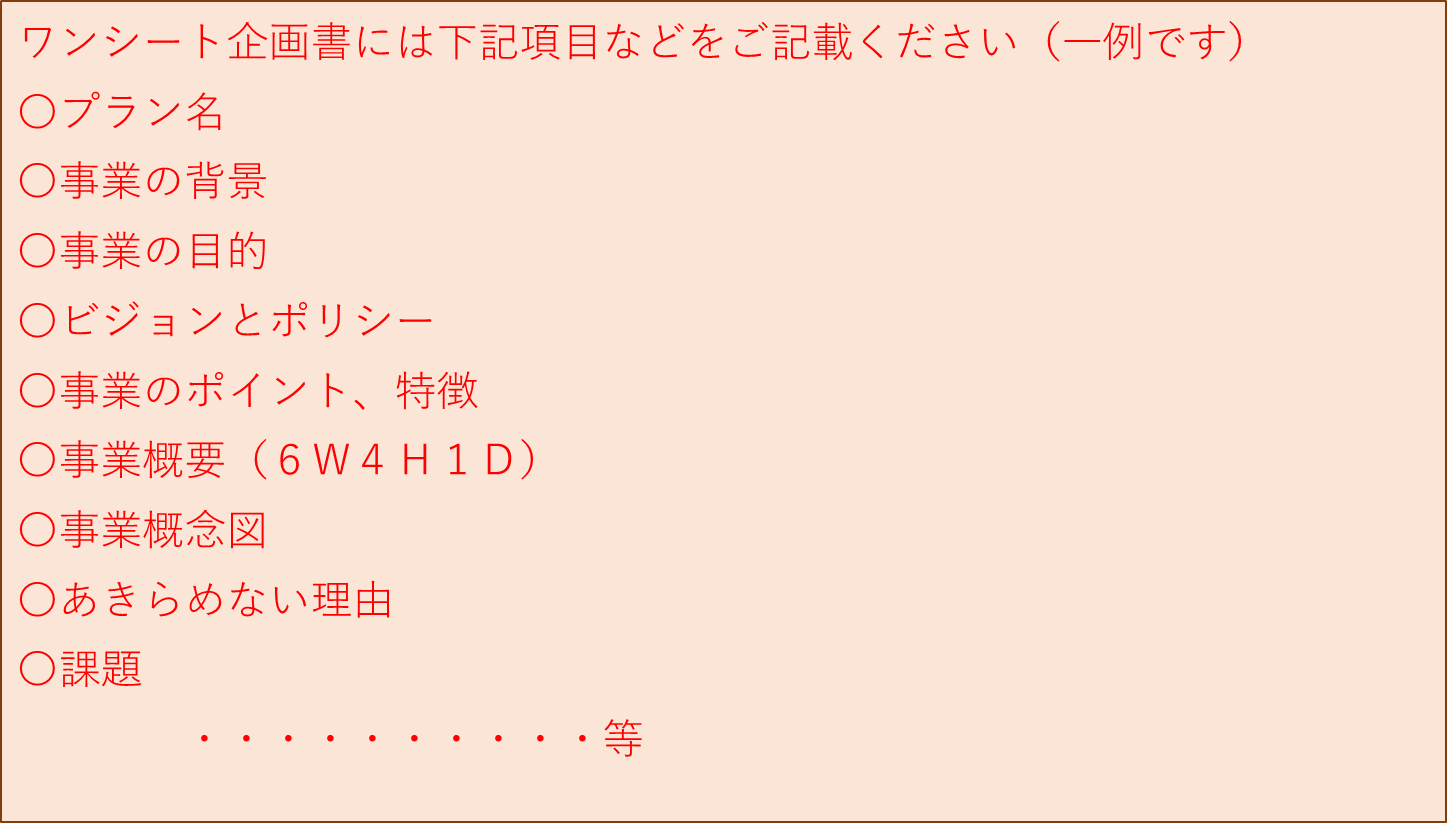 ワンシート企画書には下記項目などをご記載ください（一例です）
〇プラン名
〇事業の背景
〇事業の目的
〇ビジョンとポリシー
〇事業のポイント、特徴
〇事業概要（６Ｗ４Ｈ１Ｄ）
〇事業概念図
〇あきらめない理由
〇課題
・・・・・・・・・・等